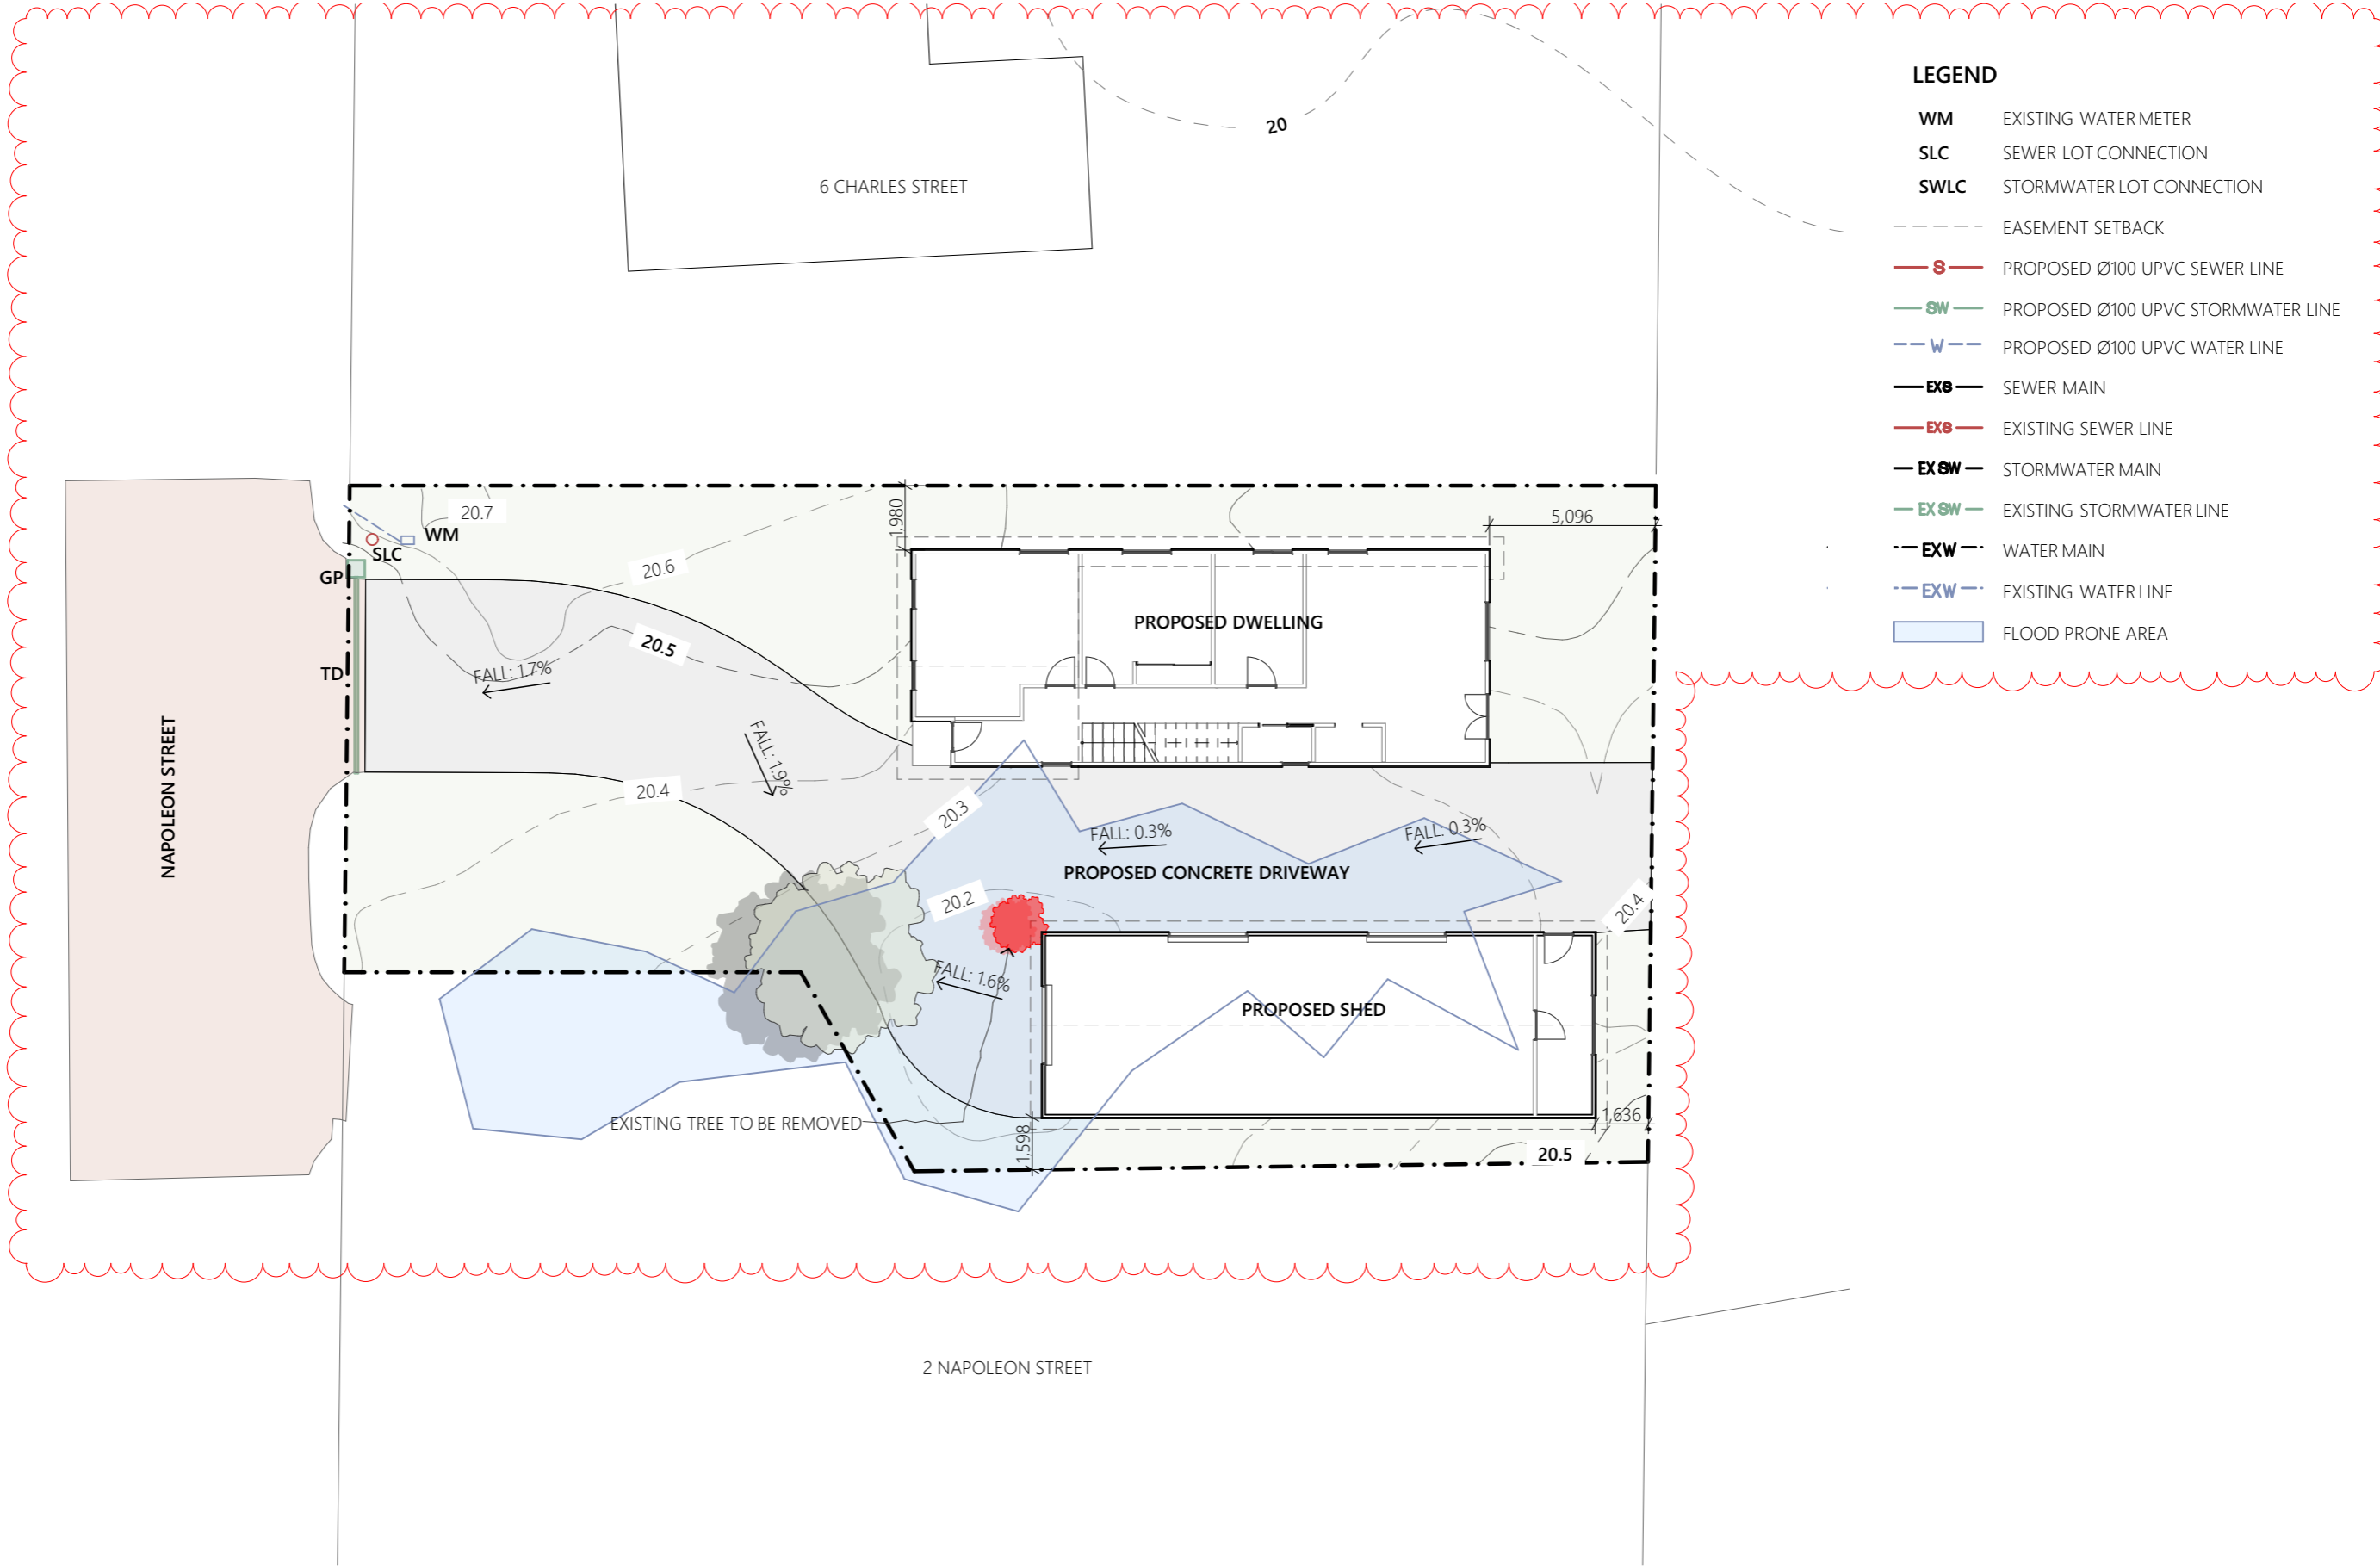 20
6 CHARLES STREET
LEGEND
WM EXISTING WATER METER
SLC SEWER LOT CONNECTION
SWLC STORMWATER LOT CONNECTION
EASEMENT SETBACK
S PROPOSED Ø100 UPVC SEWER LINE
SW PROPOSED Ø100 UPVC STORMWATER LINE
W PROPOSED Ø100 UPVC WATER LINE
EXS SEWER MAIN
EXS EXISTING SEWER LINE
EXSW STORMWATER MAIN
EXSW EXISTING STORMWATER LINE
EXW WATER MAIN
EXW EXISTING WATER LINE
FLOOD PRONE AREA
20.7
WM
SLC
GP
TD
1,980
5,096
20.6
20.5
FALL: 1.7%
PROPOSED DWELLING
NAPOLEON STREET
FALL: 1.9%
20.4
20.3
FALL: 0.3%
FALL: 0.3%
PROPOSED CONCRETE DRIVEWAY
20.2
20.4
FALL: 1.6%
PROPOSED SHED
EXISTING TREE TO BE REMOVED
1,598
1,636
20.5
2 NAPOLEON STREET